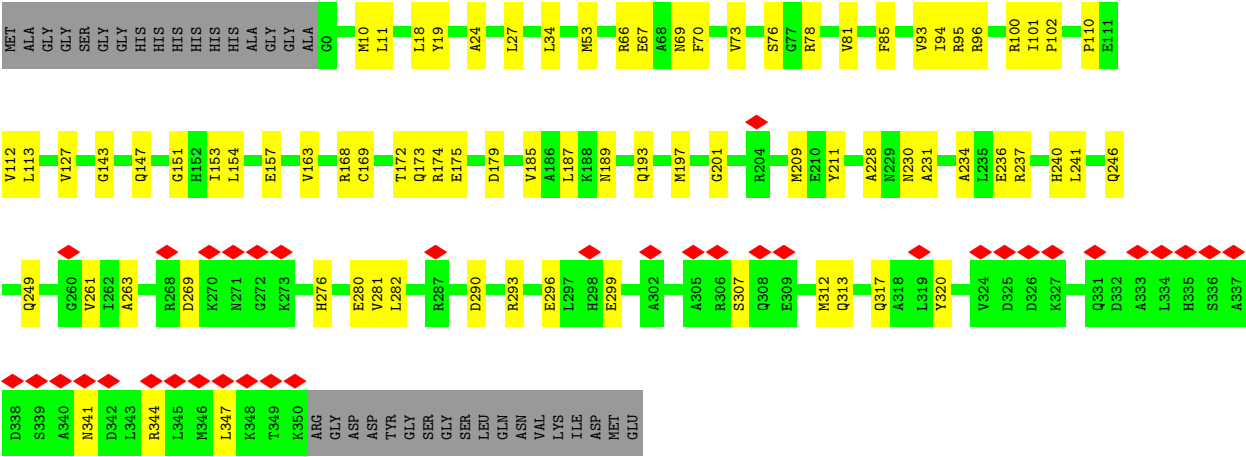 MET ALA GLY GLY SER GLY GLY HIS HIS HIS HIS HIS HIS ALA GLY GLY ALA G0 M10 L11 L18 Y19 A24 L27 L34 M53 R66 E67 A68 N69 F70 V73 S76 G77 R78 V81 F85 V93 I94 R95 R96 R100 I101 P102 P110 E111
V112 L113 V127 G143 Q147 G151 H152 I153 L154 E157 V163 R168 C169 T172 Q173 R174 E175 D179 V185 A186 L187 K188 N189 Q193 M197 G201 R204 M209 E210 Y211 A228 N229 N230 A231 A234 L235 E236 R237 H240 L241 Q246
Q249 G260 V261 I262 A263 R268 D269 K270 N271 G272 K273 H276 E280 V281 L282 R287 D290 R293 E296 L297 H298 E299 A302 A305 R306 S307 Q308 E309 M312 Q313 Q317 A318 L319 Y320 V324 D325 D326 K327 Q331 D332 A333 L334 H335 S336 A337
D338 S339 A340 N341 D342 L343 R344 L345 M346 L347 K348 T349 K350 ARG GLY ASP ASP TYR GLY SER GLY SER LEU GLN ASN VAL LYS ILE ASP MET GLU